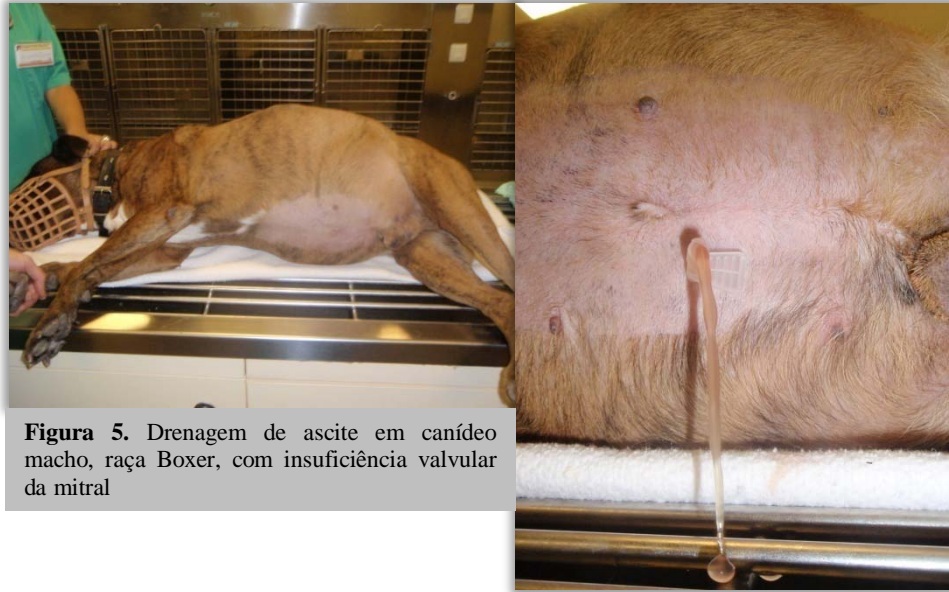 Figura 5. Drenagem de ascite em canídeo
macho, raça Boxer, com insuficiência valvular
da mitral